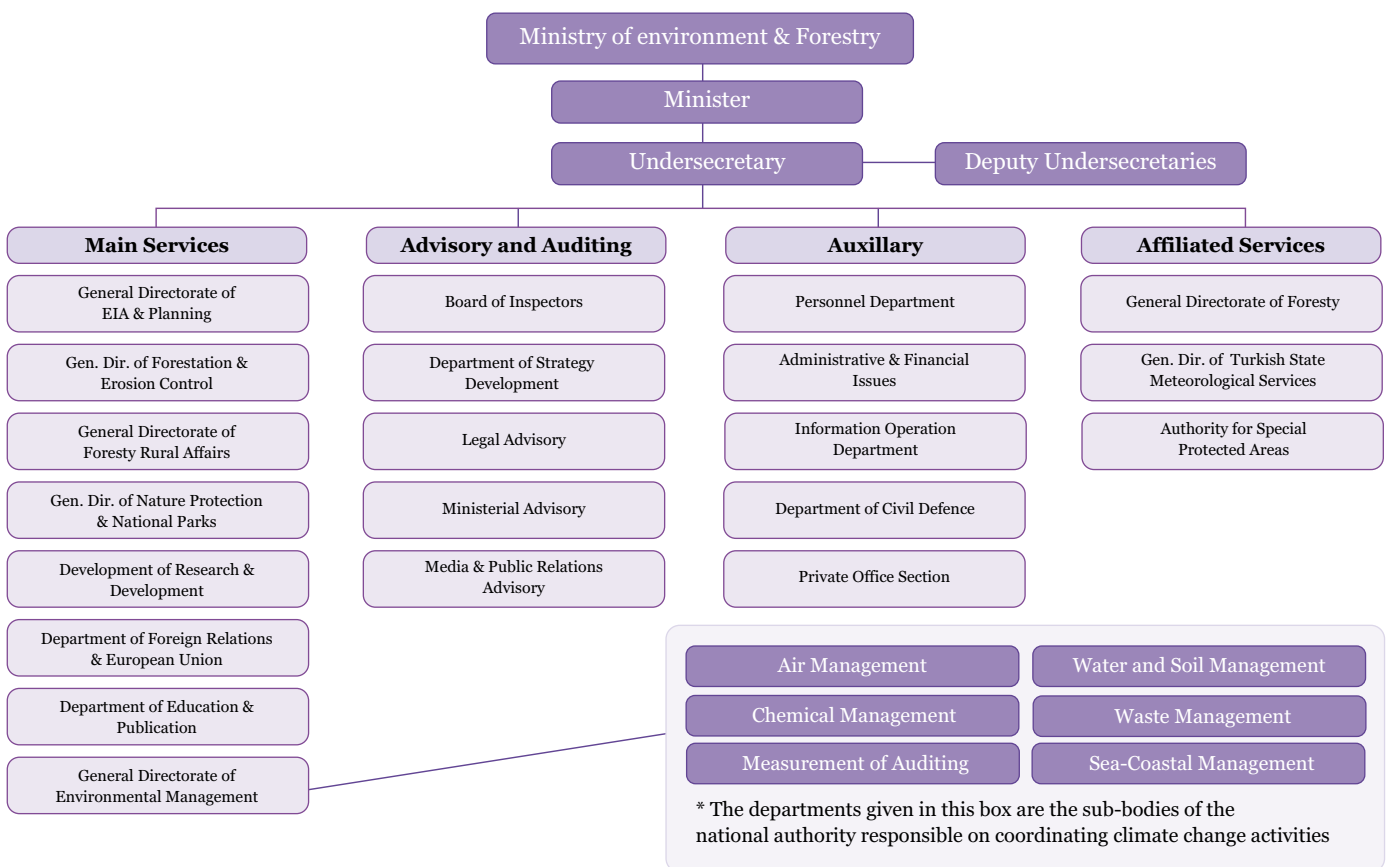 Ministry of environment & Forestry
Minister
Undersecretary
Deputy Undersecretaries
Main Services
General Directorate of
EIA & Planning
Gen. Dir. of Forestation &
Erosion Control
General Directorate of
Foresty Rural Affairs
Gen. Dir. of Nature Protection
& National Parks
Development of Research &
Development
Department of Foreign Relations
& European Union
Department of Education &
Publication
General Directorate of
Environmental Management
Advisory and Auditing
Board of Inspectors
Department of Strategy
Development
Legal Advisory
Ministerial Advisory
Media & Public Relations
Advisory
Auxillary
Personnel Department
Administrative & Financial
Issues
Information Operation
Department
Department of Civil Defence
Private Office Section
Affiliated Services
General Directorate of Foresty
Gen. Dir. of Turkish State
Meteorological Services
Authority for Special
Protected Areas
Air Management
Water and Soil Management
Chemical Management
Waste Management
Measurement of Auditing
Sea-Coastal Management
* The departments given in this box are the sub-bodies of the
national authority responsible on coordinating climate change activities